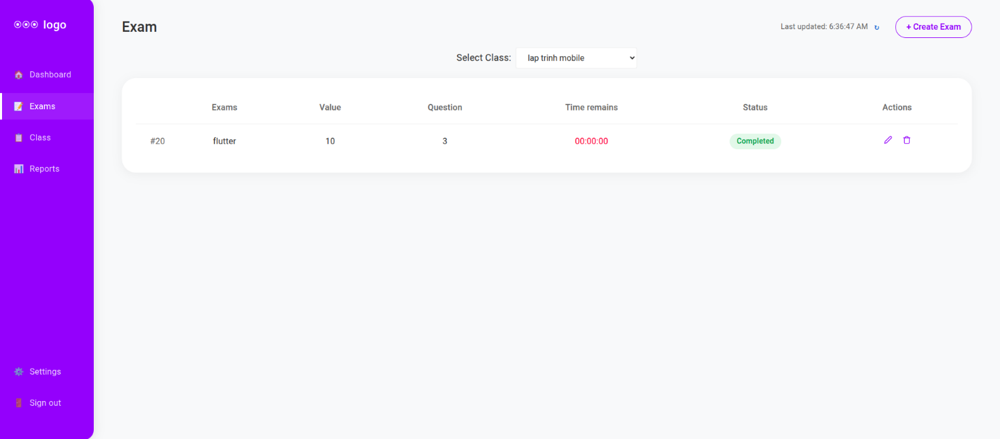 logo
Dashboard
Exams
Class
Reports
Settings
Sign out
Exam
Last updated: 6:36:47 AM
+ Create Exam
Select Class: lap trinh mobile
Exams Value Question Time remains Status Actions
#20 flutter 10 3 00:00:00 Completed